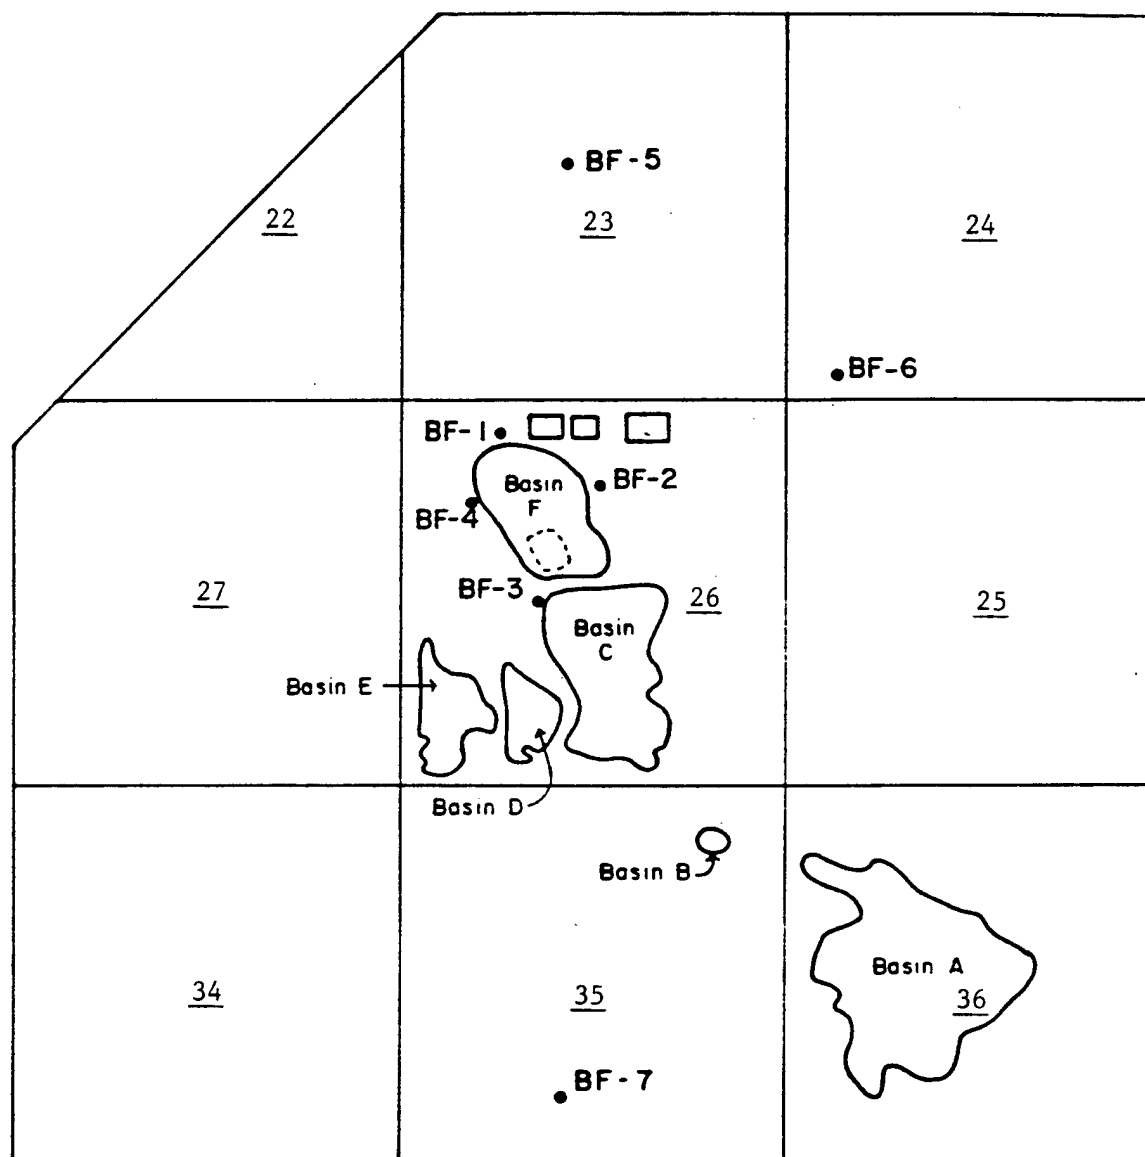 BF-5
22
23
24
BF-6
BF-1
BF-2
Basin
F
BF-4
BF-3
27
26
25
Basin
C
Basin E
Basin D
Basin B
Basin A
34
35
36
BF-7